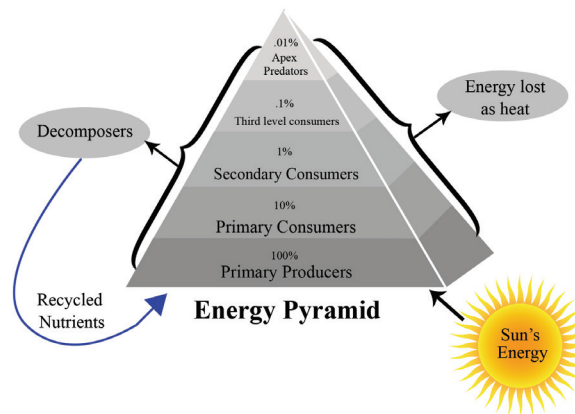 .01%
Apex
Predators
.1%
Third level consumers
1%
Secondary Consumers
10%
Primary Consumers
100%
Primary Producers
Decomposers
Energy lost
as heat
Recycled
Nutrients
Energy Pyramid
Sun's
Energy